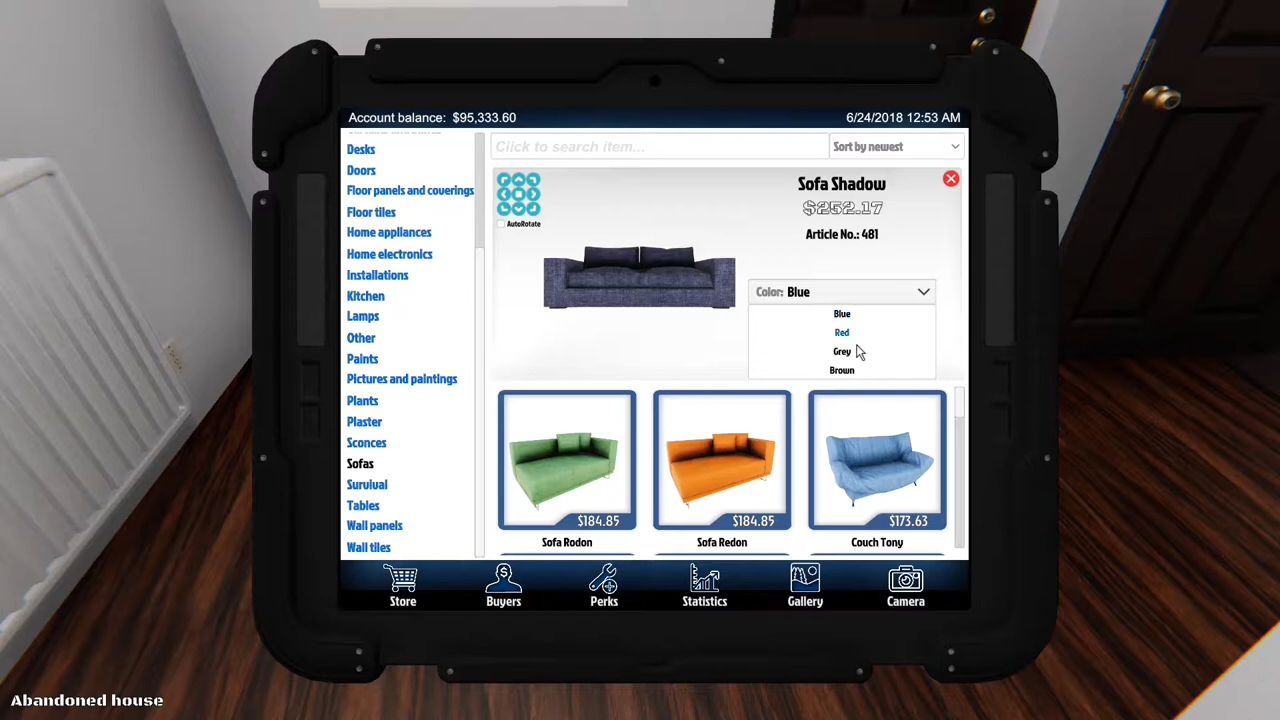 Account balance: $95,333.60
6/24/2018 12:53 AM
Desks
Doors
Floor panels and coverings
Floor tiles
Home appliances
Home electronics
Installations
Kitchen
Lamps
Other
Paints
Pictures and paintings
Plants
Plaster
Sconces
Sofas
Survival
Tables
Wall panels
Wall tiles
Click to search item...
Sort by newest
AutoRotate
Sofa Shadow
$252.17
Article No.: 481
Color: Blue
Blue
Red
Grey
Brown
$184.85
$184.85
$173.63
Sofa Rodon
Sofa Redon
Couch Tony
Store
Buyers
Perks
Statistics
Gallery
Camera
Abandoned house